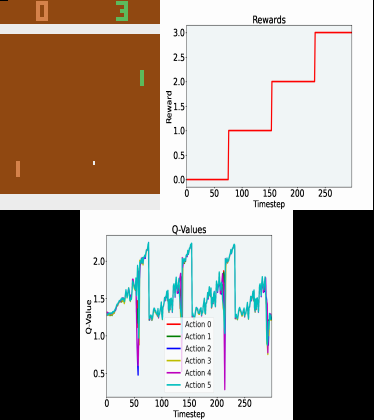 0 3
Rewards
3.0
2.5
2.0
1.5
1.0
0.5
0.0
Reward
0 50 100 150 200 250
Timestep
Q-Values
2.0
1.5
1.0
0.5
Q-Value
Action 0
Action 1
Action 2
Action 3
Action 4
Action 5
0 50 100 150 200 250
Timestep